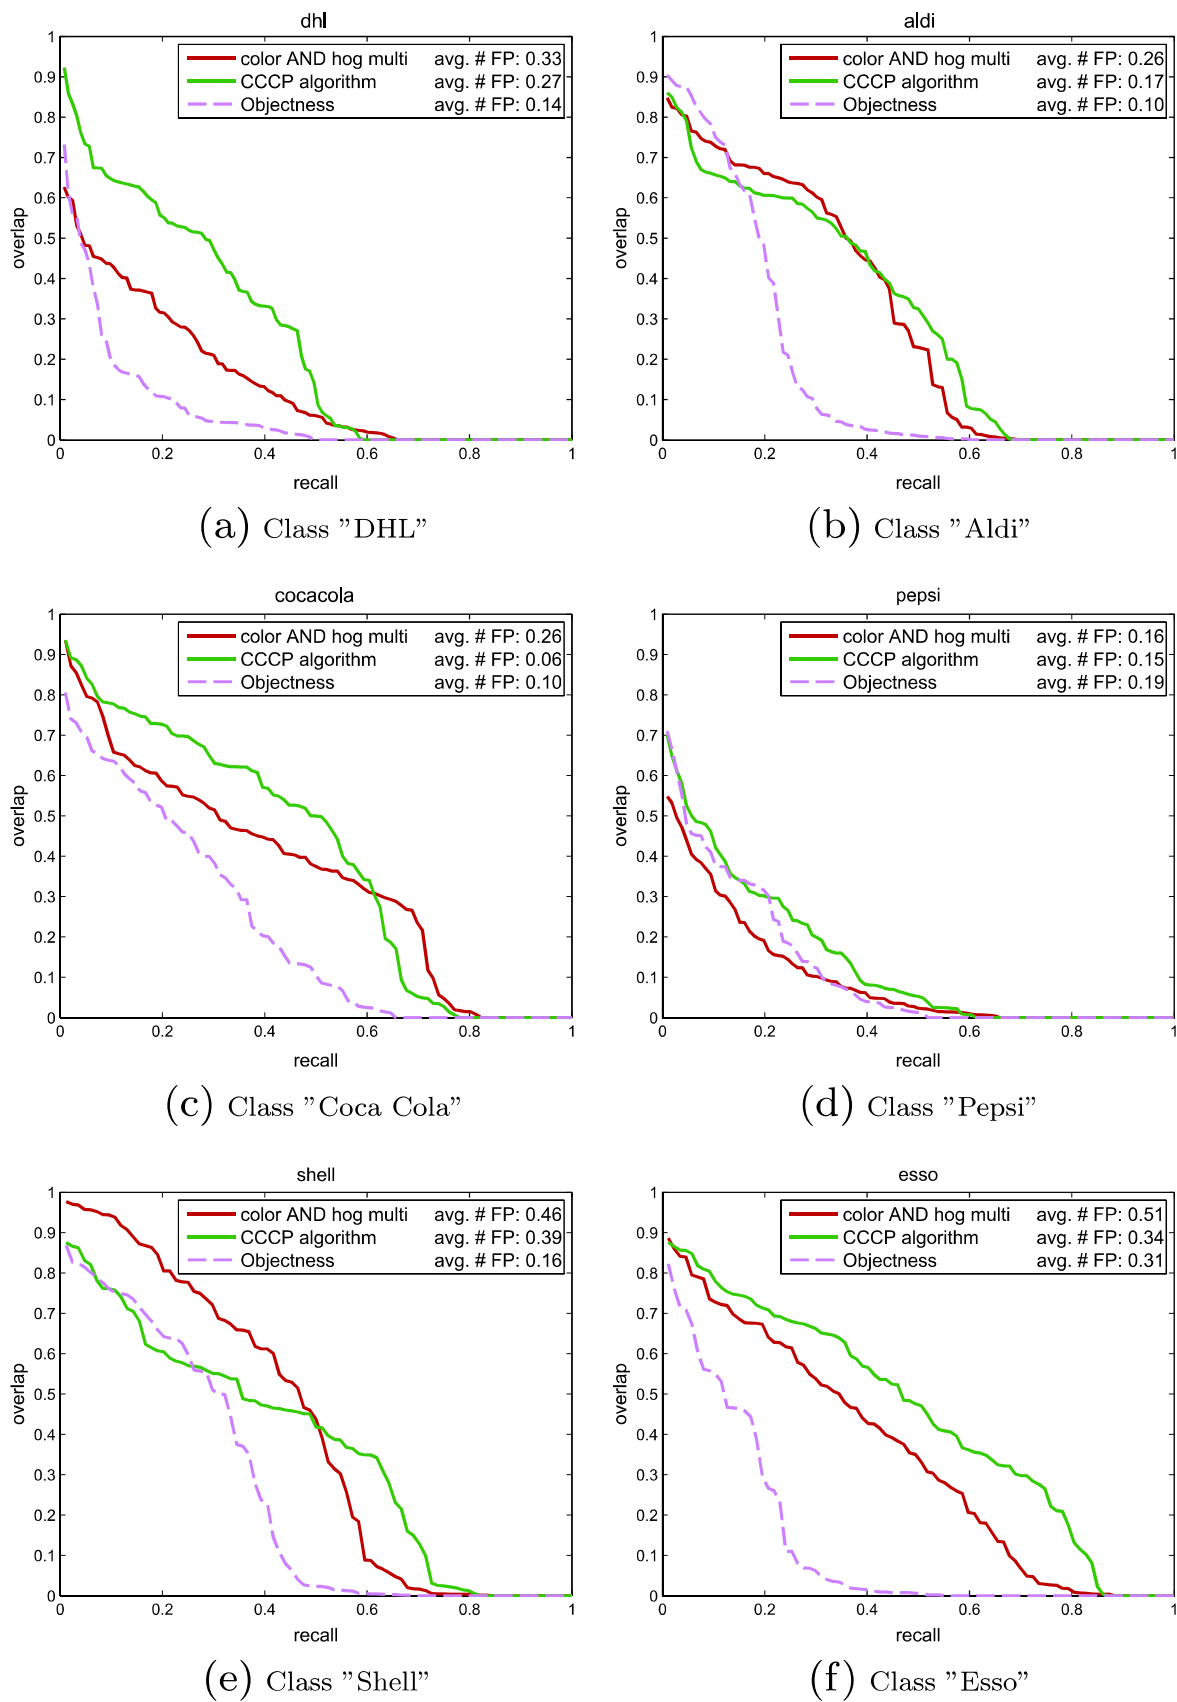 dhl
color AND hog multi avg. # FP: 0.33
CCCP algorithm avg. # FP: 0.27
Objectness avg. # FP: 0.14
1
0.9
0.8
0.7
0.6
0.5
0.4
0.3
0.2
0.1
0
overlap
0 0.2 0.4 0.6 0.8 1
recall
(a) Class "DHL"
aldi
color AND hog multi avg. # FP: 0.26
CCCP algorithm avg. # FP: 0.17
Objectness avg. # FP: 0.10
1
0.9
0.8
0.7
0.6
0.5
0.4
0.3
0.2
0.1
0
overlap
0 0.2 0.4 0.6 0.8 1
recall
(b) Class "Aldi"
cocacola
color AND hog multi avg. # FP: 0.26
CCCP algorithm avg. # FP: 0.06
Objectness avg. # FP: 0.10
1
0.9
0.8
0.7
0.6
0.5
0.4
0.3
0.2
0.1
0
overlap
0 0.2 0.4 0.6 0.8 1
recall
(c) Class "Coca Cola"
pepsi
color AND hog multi avg. # FP: 0.16
CCCP algorithm avg. # FP: 0.15
Objectness avg. # FP: 0.19
1
0.9
0.8
0.7
0.6
0.5
0.4
0.3
0.2
0.1
0
overlap
0 0.2 0.4 0.6 0.8 1
recall
(d) Class "Pepsi"
shell
color AND hog multi avg. # FP: 0.46
CCCP algorithm avg. # FP: 0.39
Objectness avg. # FP: 0.16
1
0.9
0.8
0.7
0.6
0.5
0.4
0.3
0.2
0.1
0
overlap
0 0.2 0.4 0.6 0.8 1
recall
(e) Class "Shell"
esso
color AND hog multi avg. # FP: 0.51
CCCP algorithm avg. # FP: 0.34
Objectness avg. # FP: 0.31
1
0.9
0.8
0.7
0.6
0.5
0.4
0.3
0.2
0.1
0
overlap
0 0.2 0.4 0.6 0.8 1
recall
(f) Class "Esso"